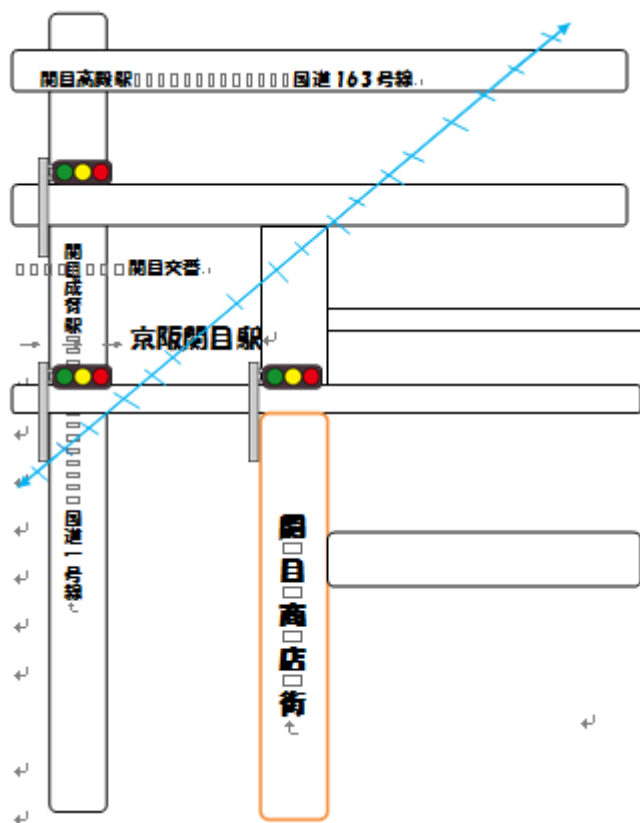 関目高殿駅□□□□□□□□□□□□□国道163号線
関目成育駅□□□□□□□□□□□□□国道一号線
□□□□□□□□□関目交番
京阪関目駅
関□目□商□店□街